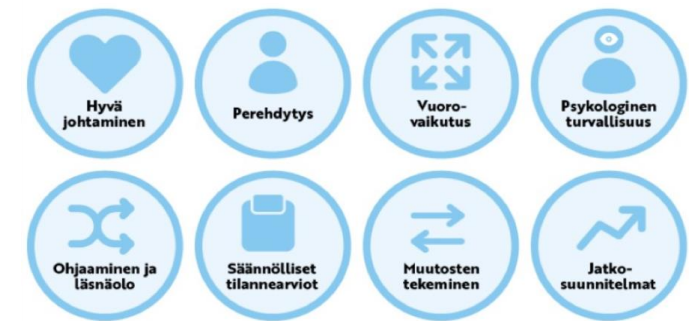 Hyvä
johtaminen
Perehdytys
Vuoro-
vaikutus
Psykologinen
turvallisuus
Ohjaaminen ja
läsnäolo
Säännölliset
tilannearviot
Muutosten
tekeminen
Jatko-
suunnitelmat